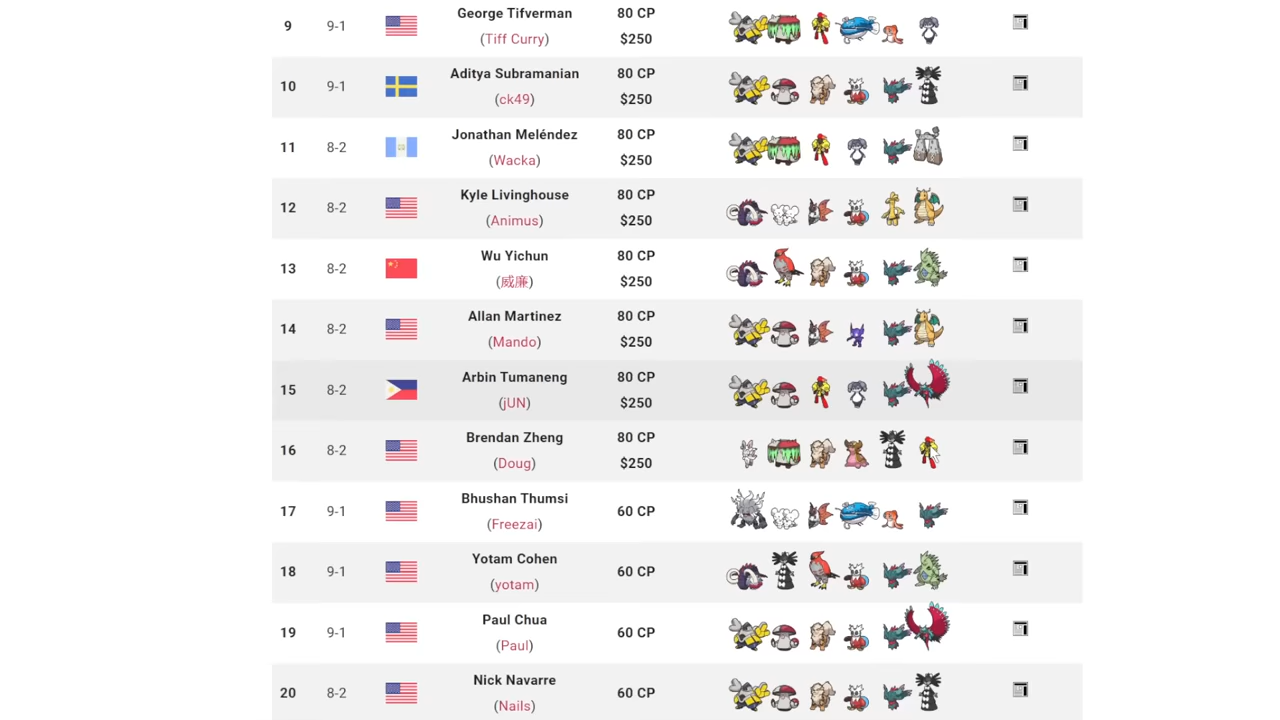 9 9-1 George Tifverman 80 CP
(Tiff Curry) $250
10 9-1 Aditya Subramanian 80 CP
(ck49) $250
11 8-2 Jonathan Meléndez 80 CP
(Wacka) $250
12 8-2 Kyle Livinghouse 80 CP
(Animus) $250
13 8-2 Wu Yichun 80 CP
(威廉) $250
14 8-2 Allan Martinez 80 CP
(Mando) $250
15 8-2 Arbin Tumaneng 80 CP
(jUN) $250
16 8-2 Brendan Zheng 80 CP
(Doug) $250
17 9-1 Bhushan Thumsi 60 CP
(Freezai)
18 9-1 Yotam Cohen 60 CP
(yotam)
19 9-1 Paul Chua 60 CP
(Paul)
20 8-2 Nick Navarre 60 CP
(Nails)